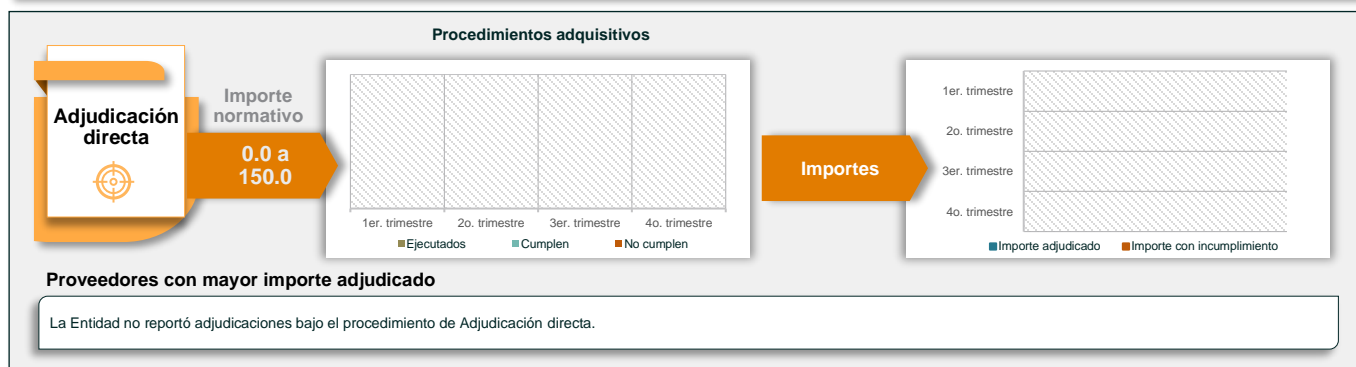 Procedimientos adquisitivos
Adjudicación
directa
Importe
normativo
0.0 a
150.0
1er. trimestre
2o. trimestre
3er. trimestre
4o. trimestre
Ejecutados
Cumplen
No cumplen
Importes
1er. trimestre
2o. trimestre
3er. trimestre
4o. trimestre
Importe adjudicado
Importe con incumplimiento
Proveedores con mayor importe adjudicado
La Entidad no reportó adjudicaciones bajo el procedimiento de Adjudicación directa.